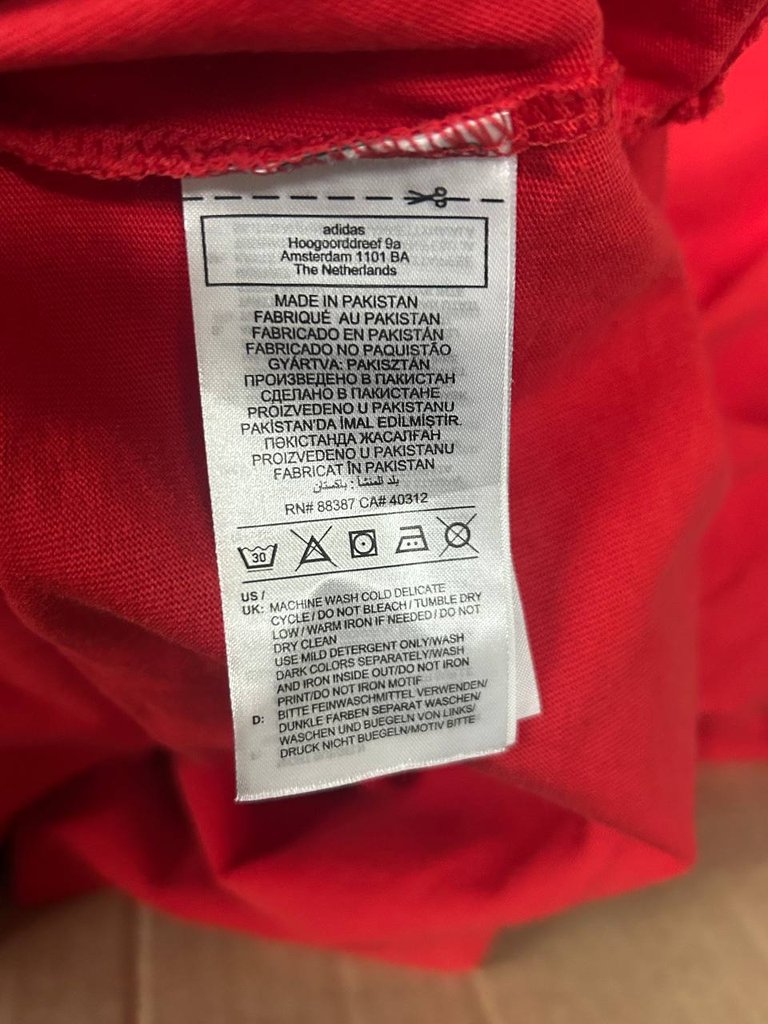 adidas
Hoogoorddreef 9a
Amsterdam 1101 BA
The Netherlands
MADE IN PAKISTAN
FABRIQUÉ AU PAKISTAN
FABRICADO EN PAKISTÁN
FABRICADO NO PAQUISTÃO
GYÁRTVA: PAKISZTÁN
ПРОИЗВЕДЕНО В ПАКИСТАН
СДЕЛАНО В ПАКИСТАНЕ
PROIZVEDENO U PAKISTANU
PAKİSTAN'DA İMAL EDİLMİŞTİR.
ПӘКІСТАНДА ЖАСАЛҒАН
PROIZVEDENO U PAKISTANU
FABRICAT ÎN PAKISTAN
بلد المنشأ : باكستان
RN# 88387 CA# 40312
30
US /
UK: MACHINE WASH COLD DELICATE
CYCLE / DO NOT BLEACH / TUMBLE DRY
LOW / WARM IRON IF NEEDED / DO NOT
DRY CLEAN
USE MILD DETERGENT ONLY/WASH
DARK COLORS SEPARATELY/WASH
AND IRON INSIDE OUT/DO NOT IRON
PRINT/DO NOT IRON MOTIF
D: BITTE FEINWASCHMITTEL VERWENDEN/
DUNKLE FARBEN SEPARAT WASCHEN/
WASCHEN UND BUEGELN VON LINKS/
DRUCK NICHT BUEGELN/MOTIV BITTE